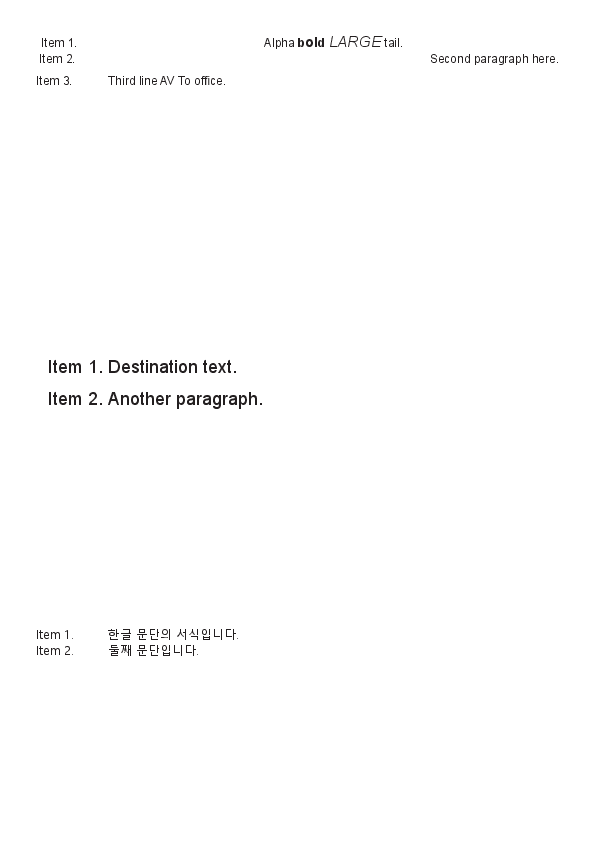 Item 1. Alpha bold LARGE tail.
Item 2. Second paragraph here.
Item 3. Third line AV To office.
Item 1. Destination text.
Item 2. Another paragraph.
Item 1. 한글 문단의 서식입니다.
Item 2. 둘째 문단입니다.